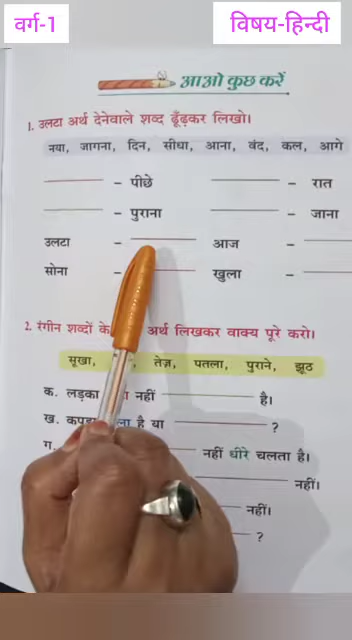 वर्ग-1
विषय-हिन्दी
आओ कुछ करें
1. उलटा अर्थ देनेवाले शब्द ढूँढ़कर लिखो।
नया, जागना, दिन, सीधा, आना, बंद, कल, आगे
– पीछे – रात
– पुराना – जाना
उलटा – आज –
सोना – खुला –
2. रंगीन शब्दों के अर्थ लिखकर वाक्य पूरे करो।
सूखा, तेज़, पतला, पुराने, झूठ
क. लड़का नहीं है।
ख. है या ?
ग. नहीं धीरे चलता है।
नहीं।
नहीं।
?